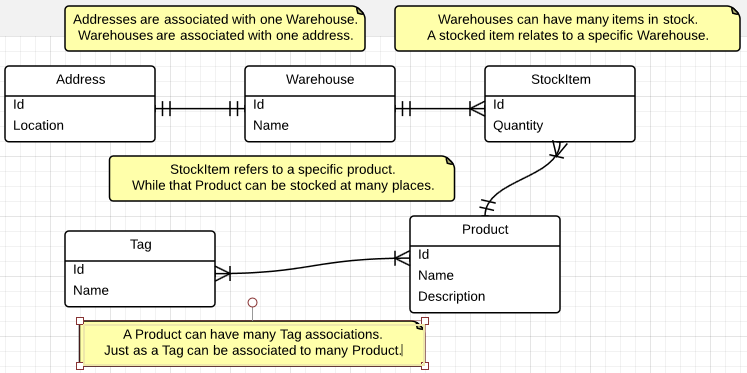 Addresses are associated with one Warehouse.
Warehouses are associated with one address.
Warehouses can have many items in stock.
A stocked item relates to a specific Warehouse.
Address
Id
Location
Warehouse
Id
Name
StockItem
Id
Quantity
StockItem refers to a specific product.
While that Product can be stocked at many places.
Tag
Id
Name
Product
Id
Name
Description
A Product can have many Tag associations.
Just as a Tag can be associated to many Product.